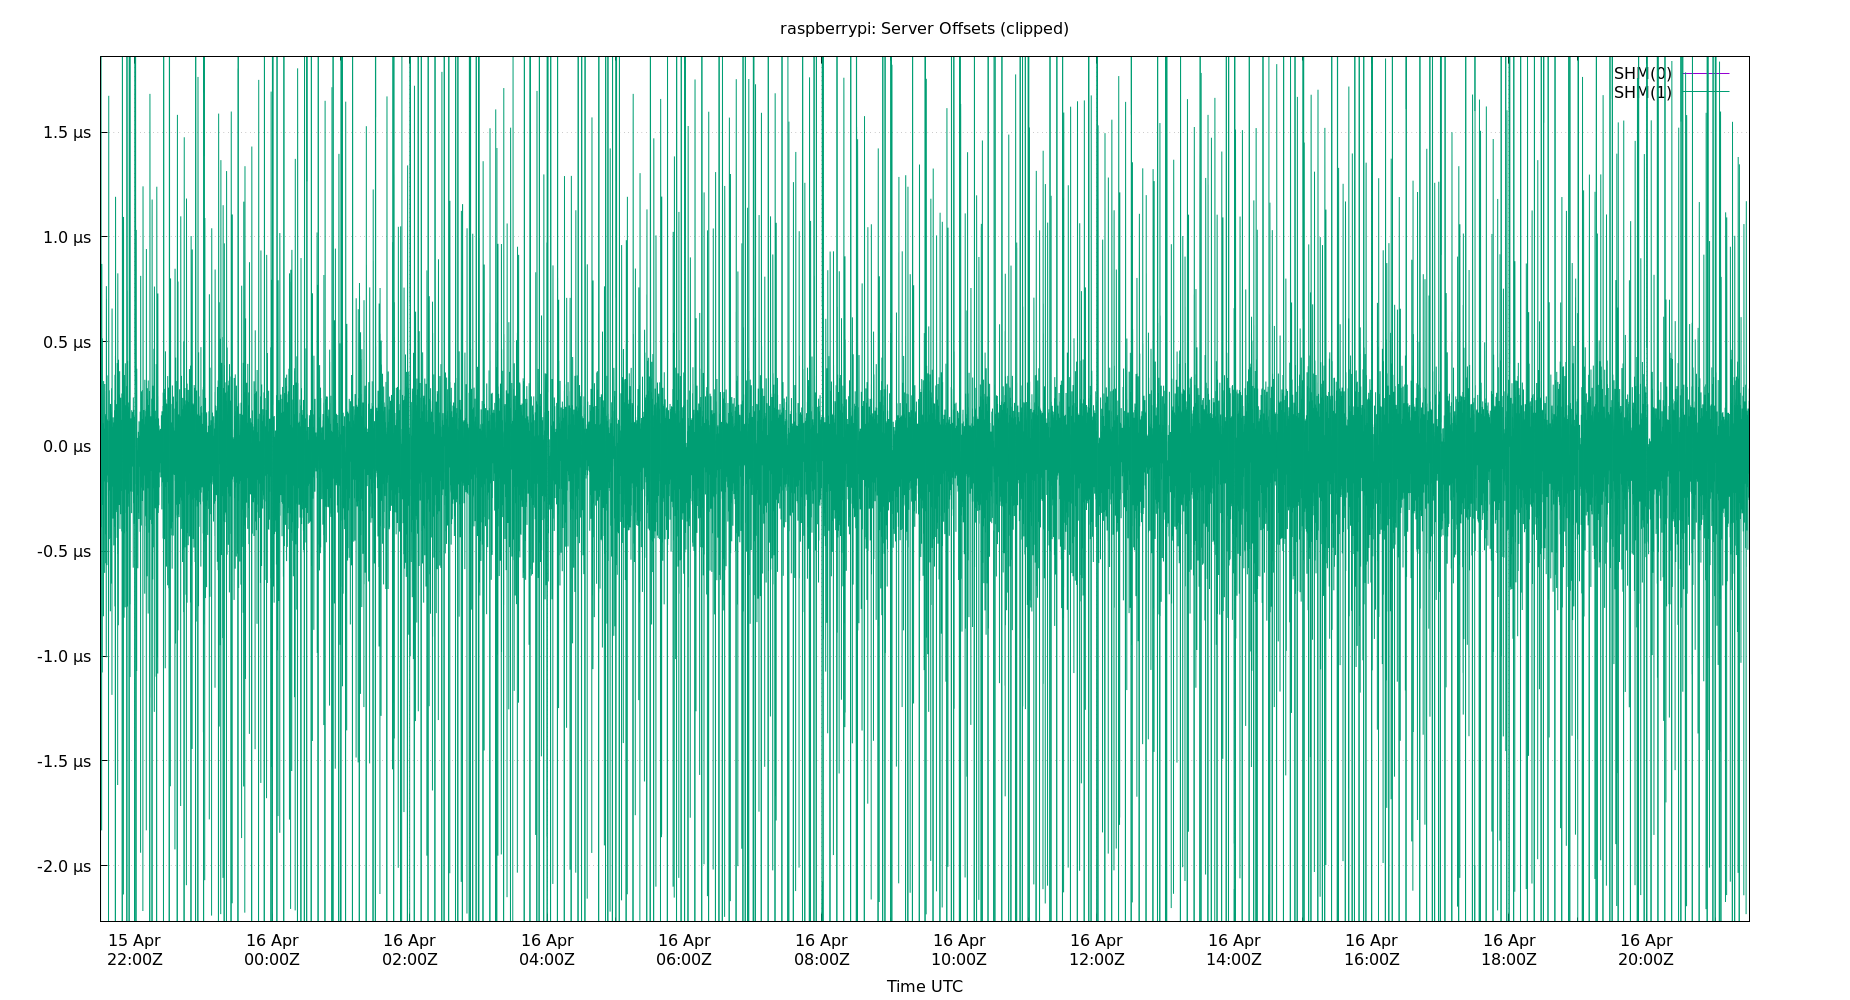 raspberrypi: Server Offsets (clipped)
SHM(0)
SHM(1)
1.5 µs
1.0 µs
0.5 µs
0.0 µs
-0.5 µs
-1.0 µs
-1.5 µs
-2.0 µs
15 Apr 16 Apr 16 Apr 16 Apr 16 Apr 16 Apr 16 Apr 16 Apr 16 Apr 16 Apr 16 Apr 16 Apr
22:00Z 00:00Z 02:00Z 04:00Z 06:00Z 08:00Z 10:00Z 12:00Z 14:00Z 16:00Z 18:00Z 20:00Z
Time UTC